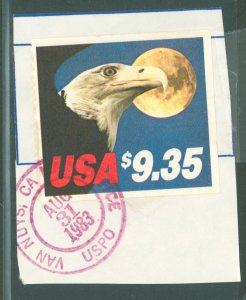 USA $9.35
VAN NUYS, CA
AUG
31
1983
USPO